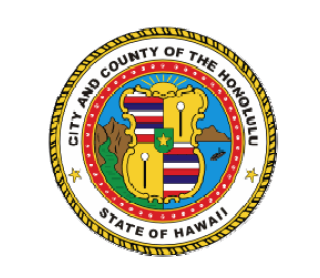 CITY AND COUNTY OF THE HONOLULU
STATE OF HAWAII